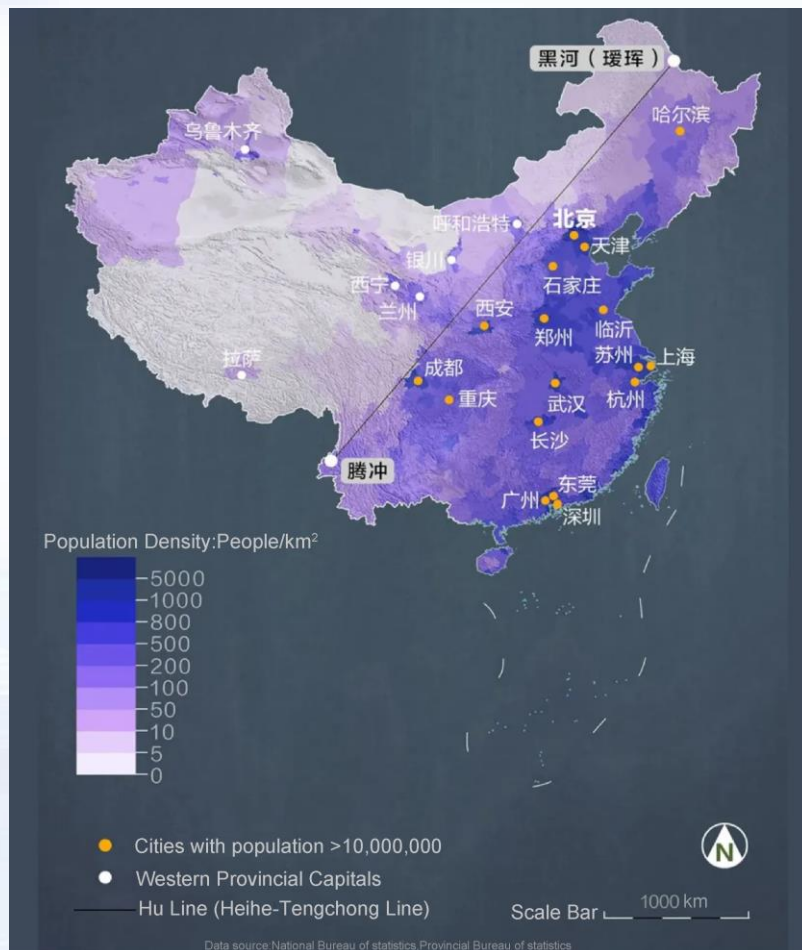 黑河（瑷珲）
哈尔滨
乌鲁木齐
呼和浩特
北京
天津
银川
西宁
石家庄
兰州
西安
郑州
临沂
苏州
上海
拉萨
成都
重庆
武汉
杭州
长沙
腾冲
东莞
广州
深圳
Population Density:People/km²
5000
1000
800
500
200
100
50
10
5
0
Cities with population >10,000,000
Western Provincial Capitals
Hu Line (Heihe-Tengchong Line)
N
1000 km
Scale Bar
Data source:National Bureau of statistics.Provincial Bureau of statistics